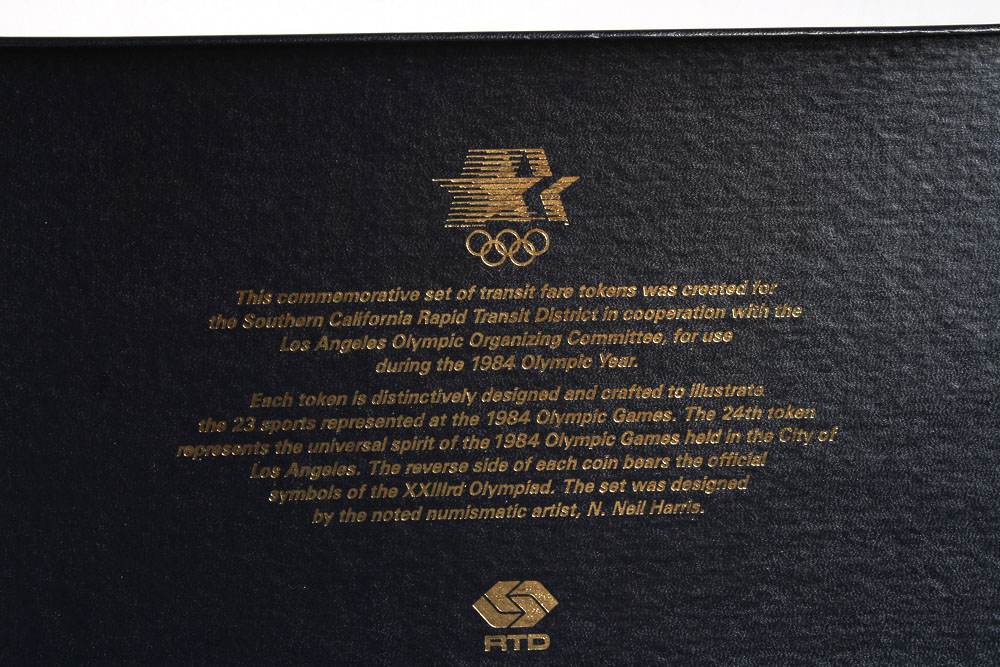 This commemorative set of transit fare tokens was created for
the Southern California Rapid Transit District in cooperation with the
Los Angeles Olympic Organizing Committee, for use
during the 1984 Olympic Year.
Each token is distinctively designed and crafted to illustrate
the 23 sports represented at the 1984 Olympic Games. The 24th token
represents the universal spirit of the 1984 Olympic Games held in the City of
Los Angeles. The reverse side of each coin bears the official
symbols of the XXIIIrd Olympiad. The set was designed
by the noted numismatic artist, N. Neil Harris.
RTD